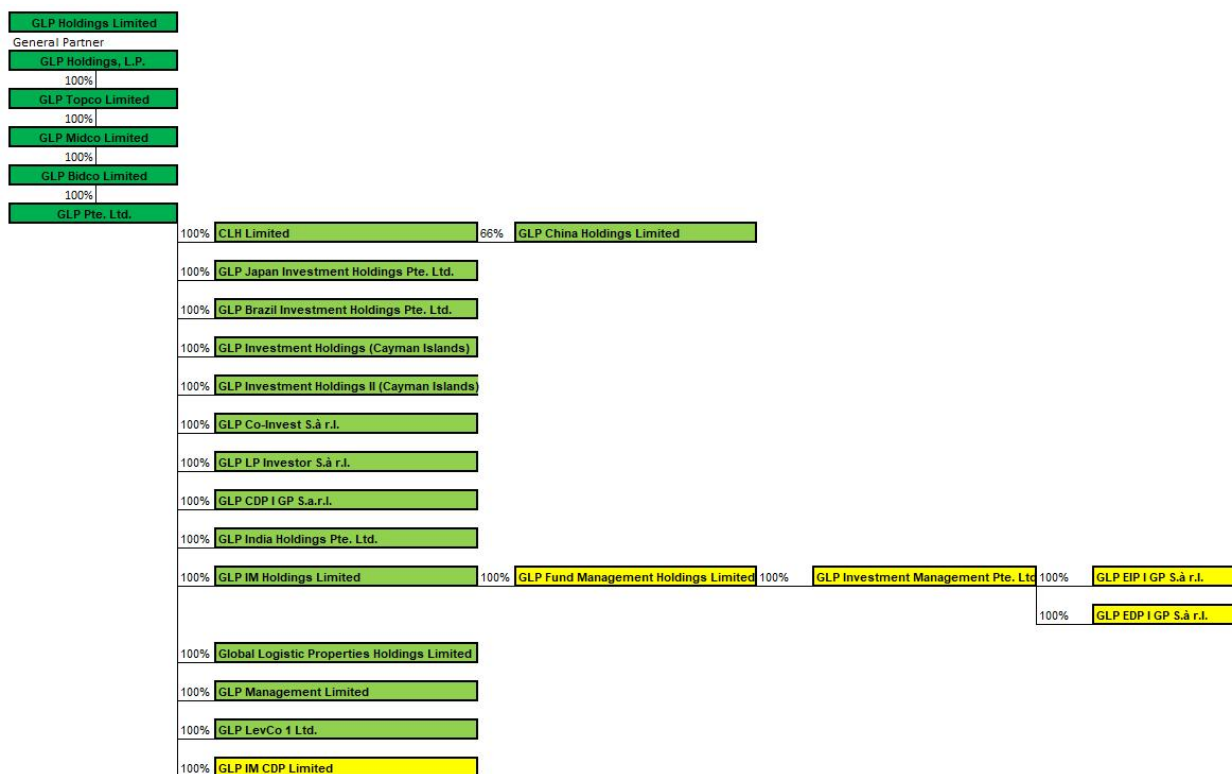 GLP Holdings Limited
General Partner
GLP Holdings, L.P.
100%
GLP Topco Limited
100%
GLP Midco Limited
100%
GLP Bidco Limited
100%
GLP Pte. Ltd.
100% CLH Limited 66% GLP China Holdings Limited
100% GLP Japan Investment Holdings Pte. Ltd.
100% GLP Brazil Investment Holdings Pte. Ltd.
100% GLP Investment Holdings (Cayman Islands)
100% GLP Investment Holdings II (Cayman Islands)
100% GLP Co-Invest S.à r.l.
100% GLP LP Investor S.à r.l.
100% GLP CDP I GP S.a.r.l.
100% GLP India Holdings Pte. Ltd.
100% GLP IM Holdings Limited 100% GLP Fund Management Holdings Limited 100% GLP Investment Management Pte. Ltd 100% GLP EIP I GP S.à r.l.
100% GLP EDP I GP S.à r.l.
100% Global Logistic Properties Holdings Limited
100% GLP Management Limited
100% GLP LevCo 1 Ltd.
100% GLP IM CDP Limited